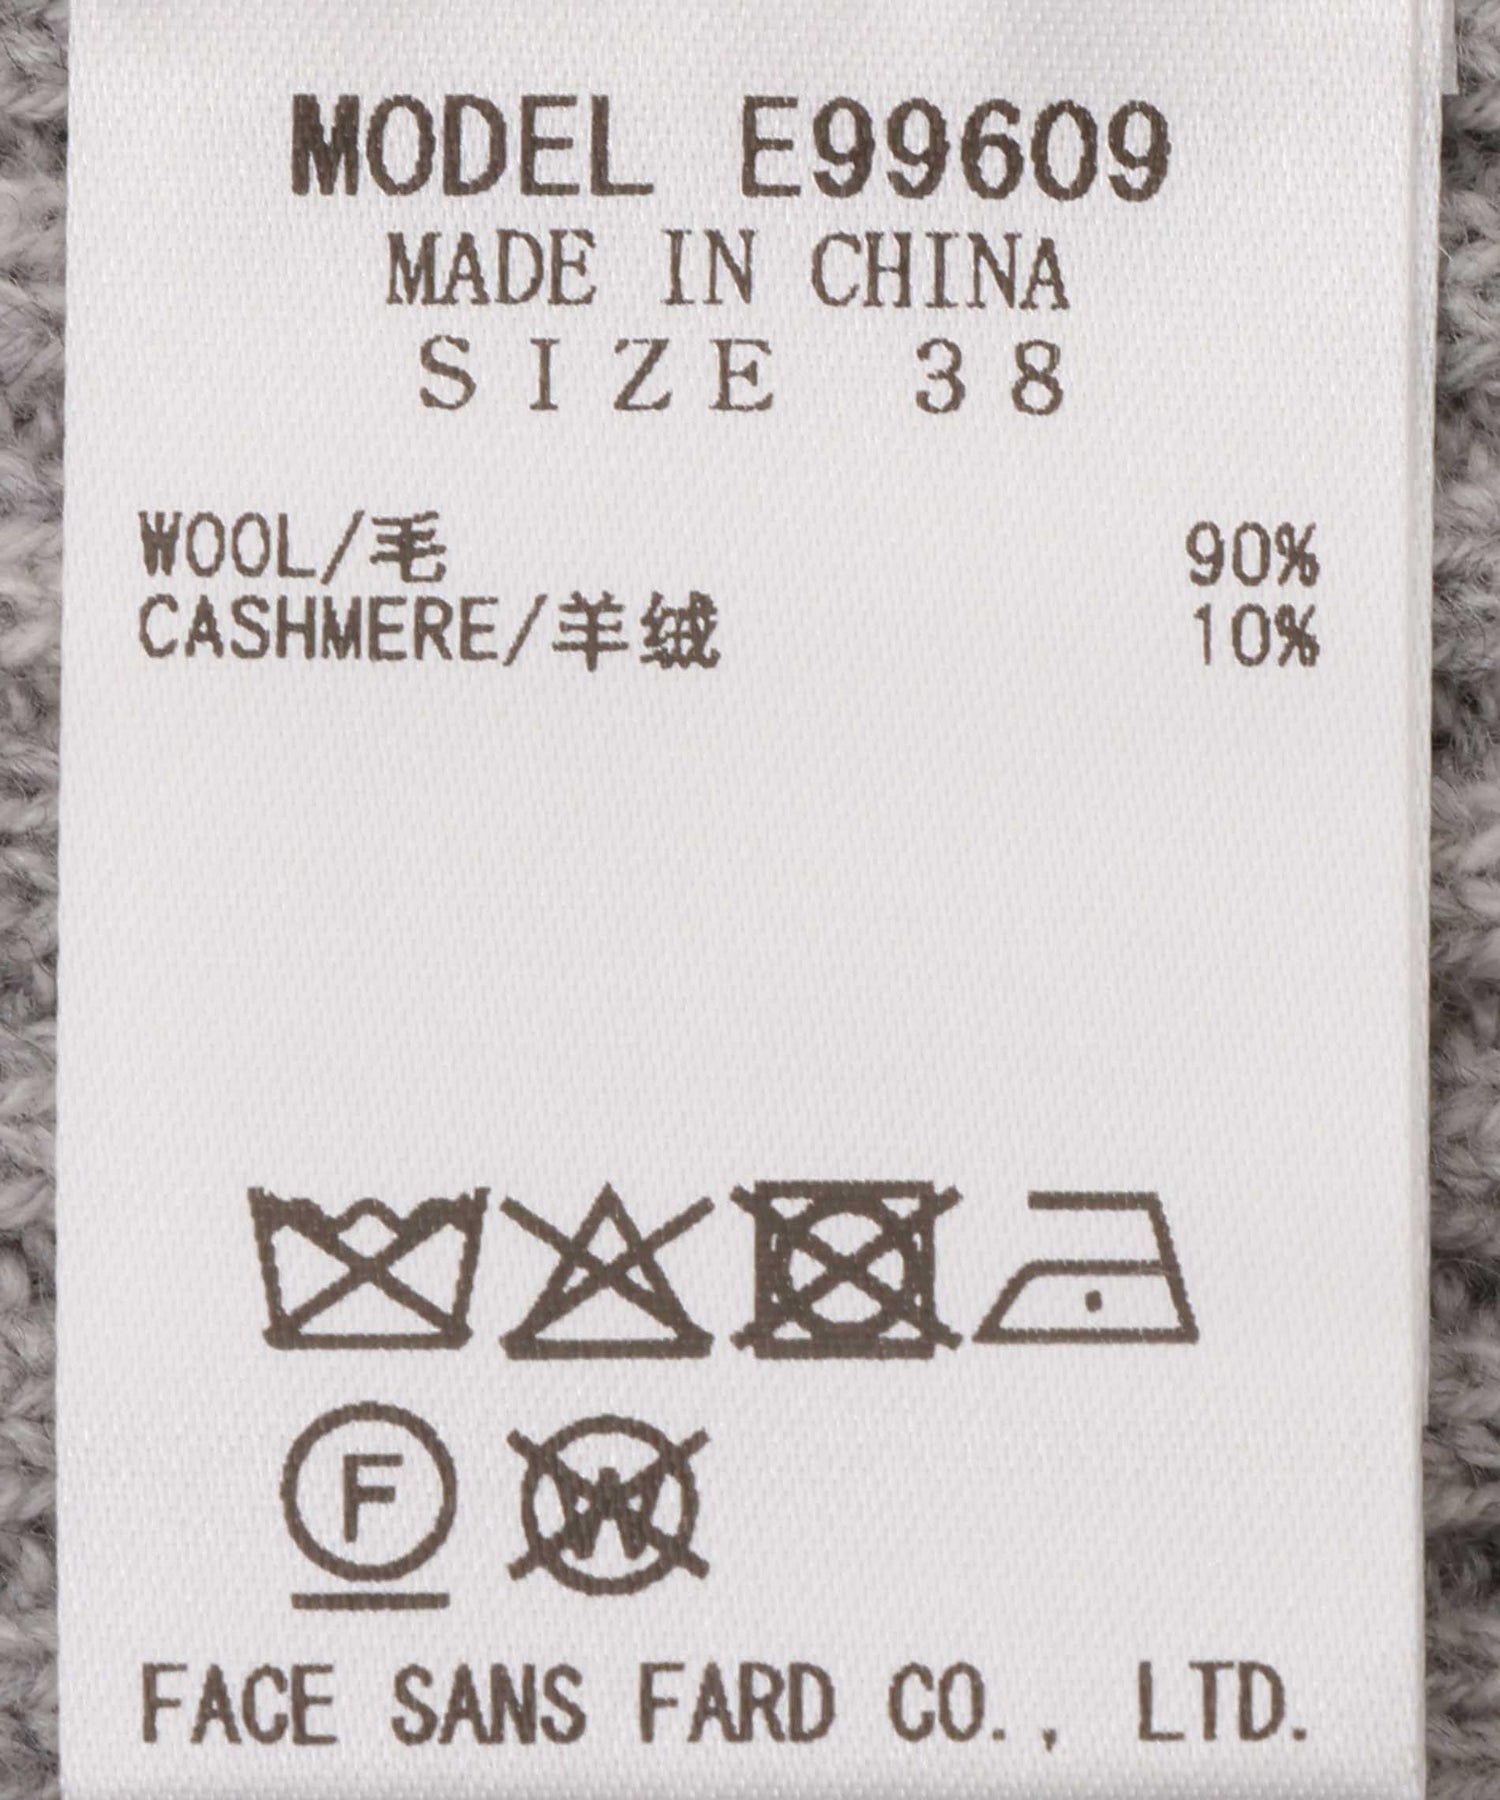 MODEL E99609
MADE IN CHINA
SIZE 38
WOOL/毛 90%
CASHMERE/羊绒 10%
F
W
FACE SANS FARD CO., LTD.